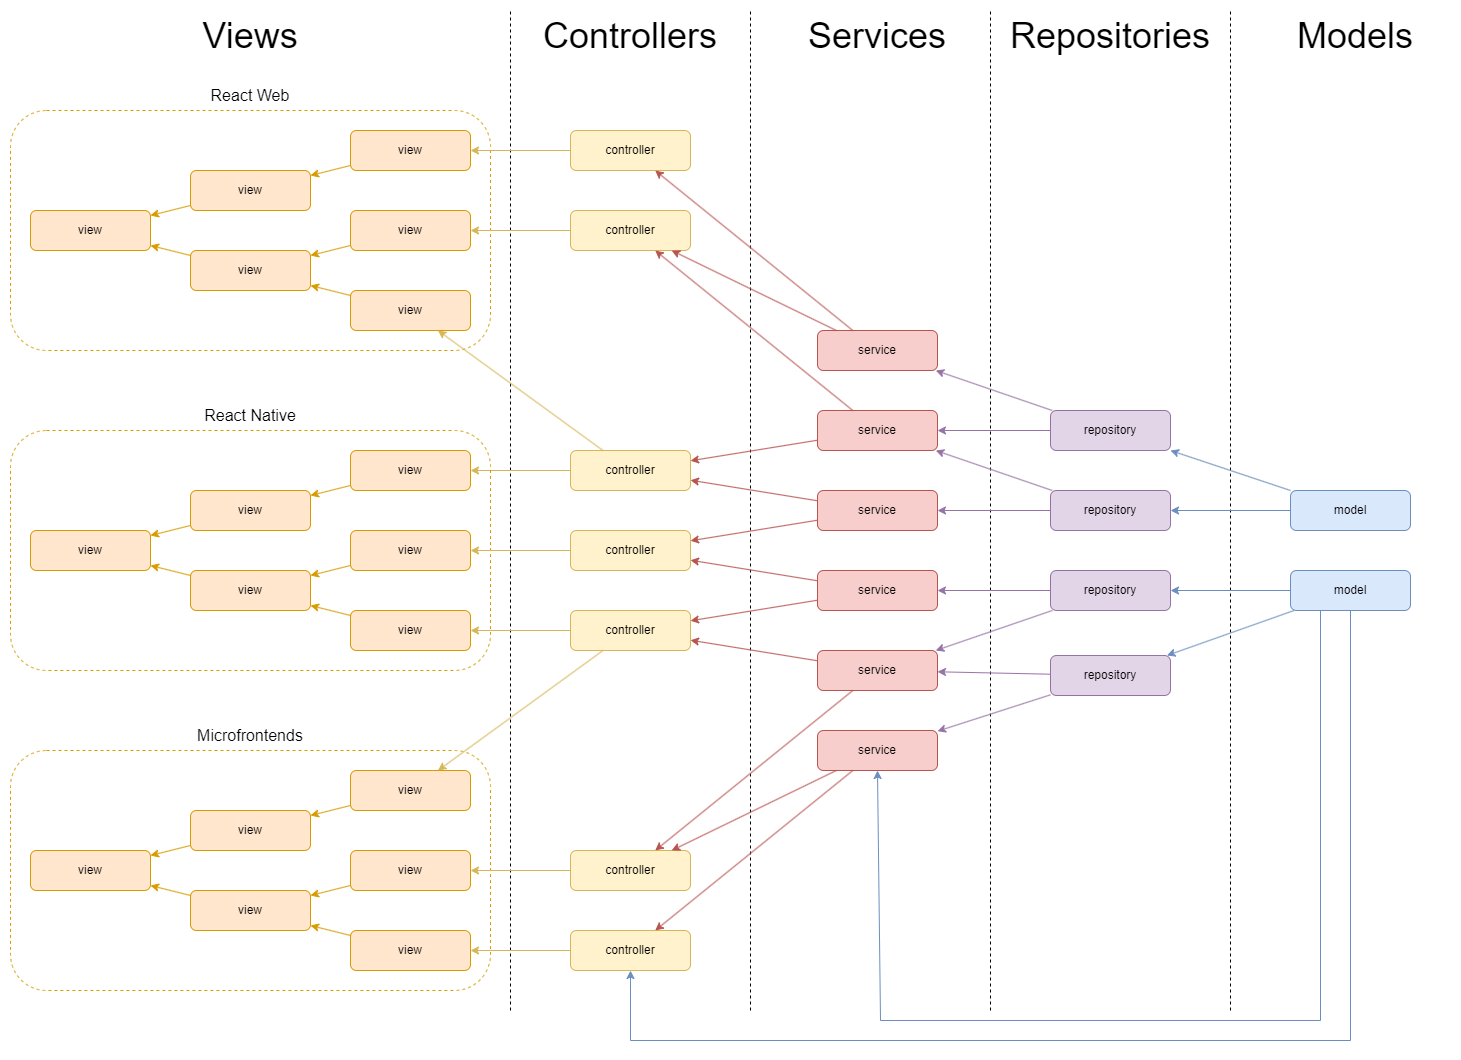 Views
Controllers
Services
Repositories
Models
React Web
view
controller
view
view
view
controller
view
view
service
React Native
service
repository
view
controller
view
service
repository
model
view
view
controller
view
service
repository
model
view
controller
service
repository
Microfrontends
service
view
view
view
view
controller
view
view
controller